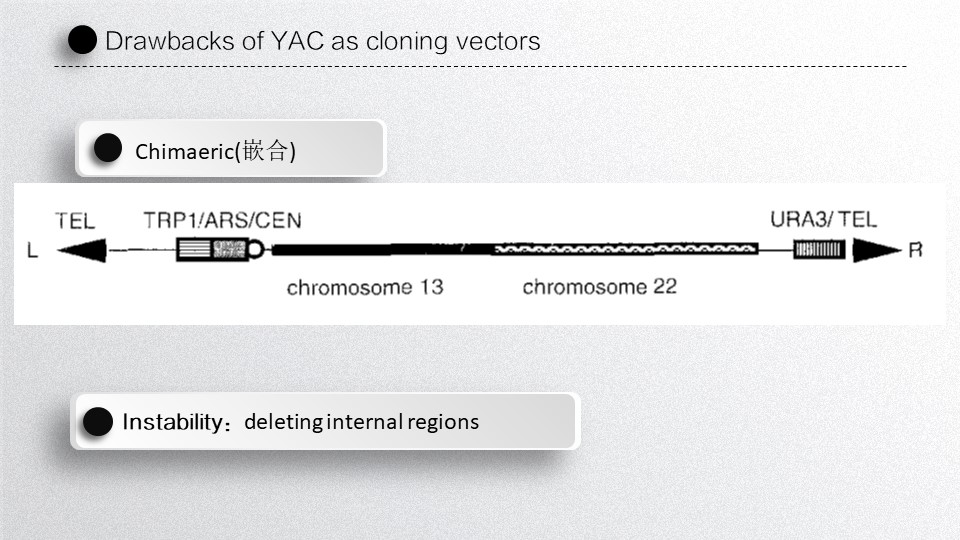 Drawbacks of YAC as cloning vectors
Chimaeric(嵌合)
TEL TRP1/ARS/CEN URA3/ TEL
L R
chromosome 13 chromosome 22
Instability：deleting internal regions